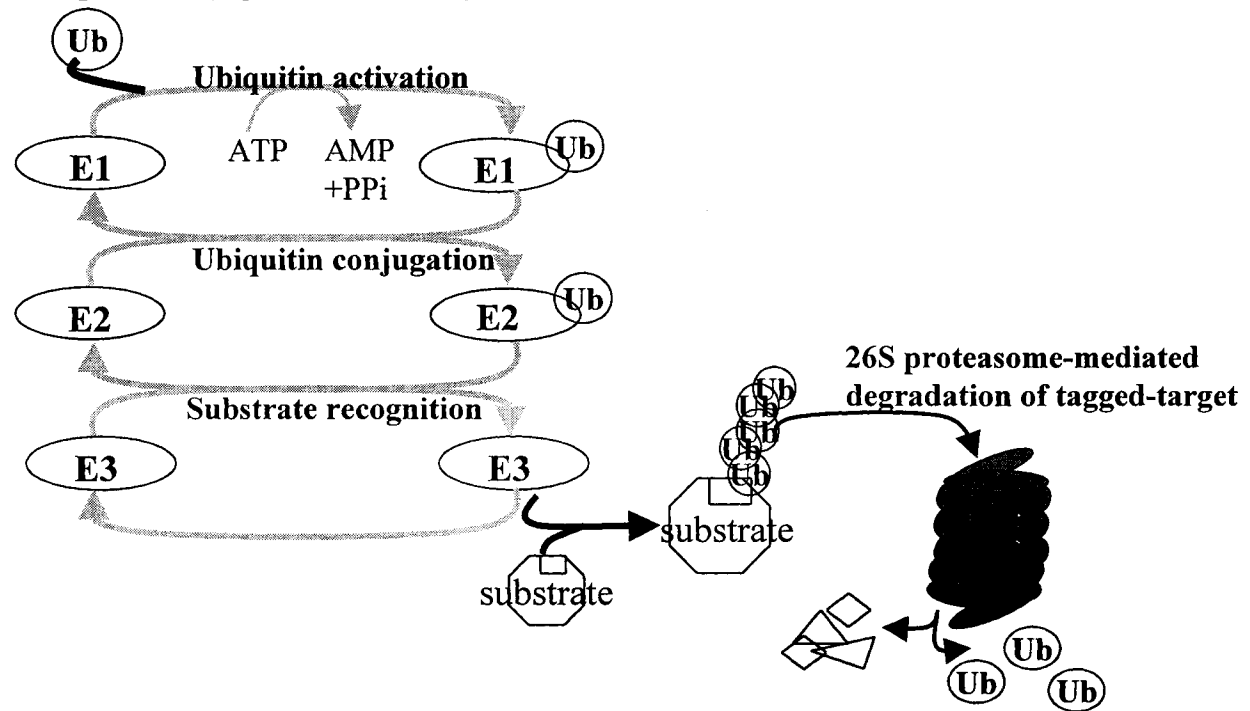 Ub
Ubiquitin activation
ATP
AMP
+PPi
E1
E1
Ub
Ubiquitin conjugation
E2
E2
Ub
Substrate recognition
E3
E3
substrate
substrate
Ub
Ub
Ub
Ub
Ub
26S proteasome-mediated
degradation of tagged-target
Ub
Ub
Ub